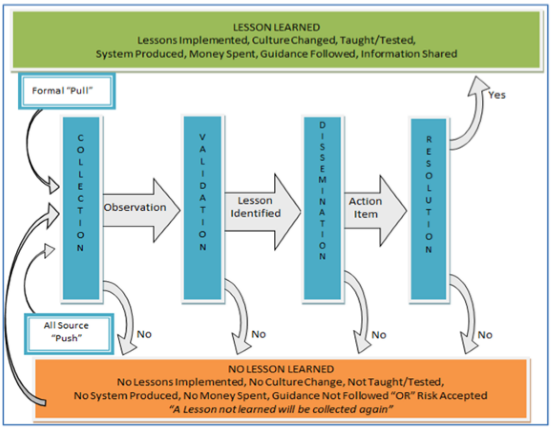 LESSON LEARNED
Lessons Implemented, Culture Changed, Taught/Tested,
System Produced, Money Spent, Guidance Followed, Information Shared
Formal “Pull”
Yes
COLLECTION
VALIDATION
DISSEMINATION
RESOLUTION
Observation
Lesson
Identified
Action
Item
All Source
“Push”
No
No
No
No
NO LESSON LEARNED
No Lessons Implemented, No Culture Change, Not Taught/Tested,
No System Produced, No Money Spent, Guidance Not Followed “OR” Risk Accepted
“A Lesson not learned will be collected again”